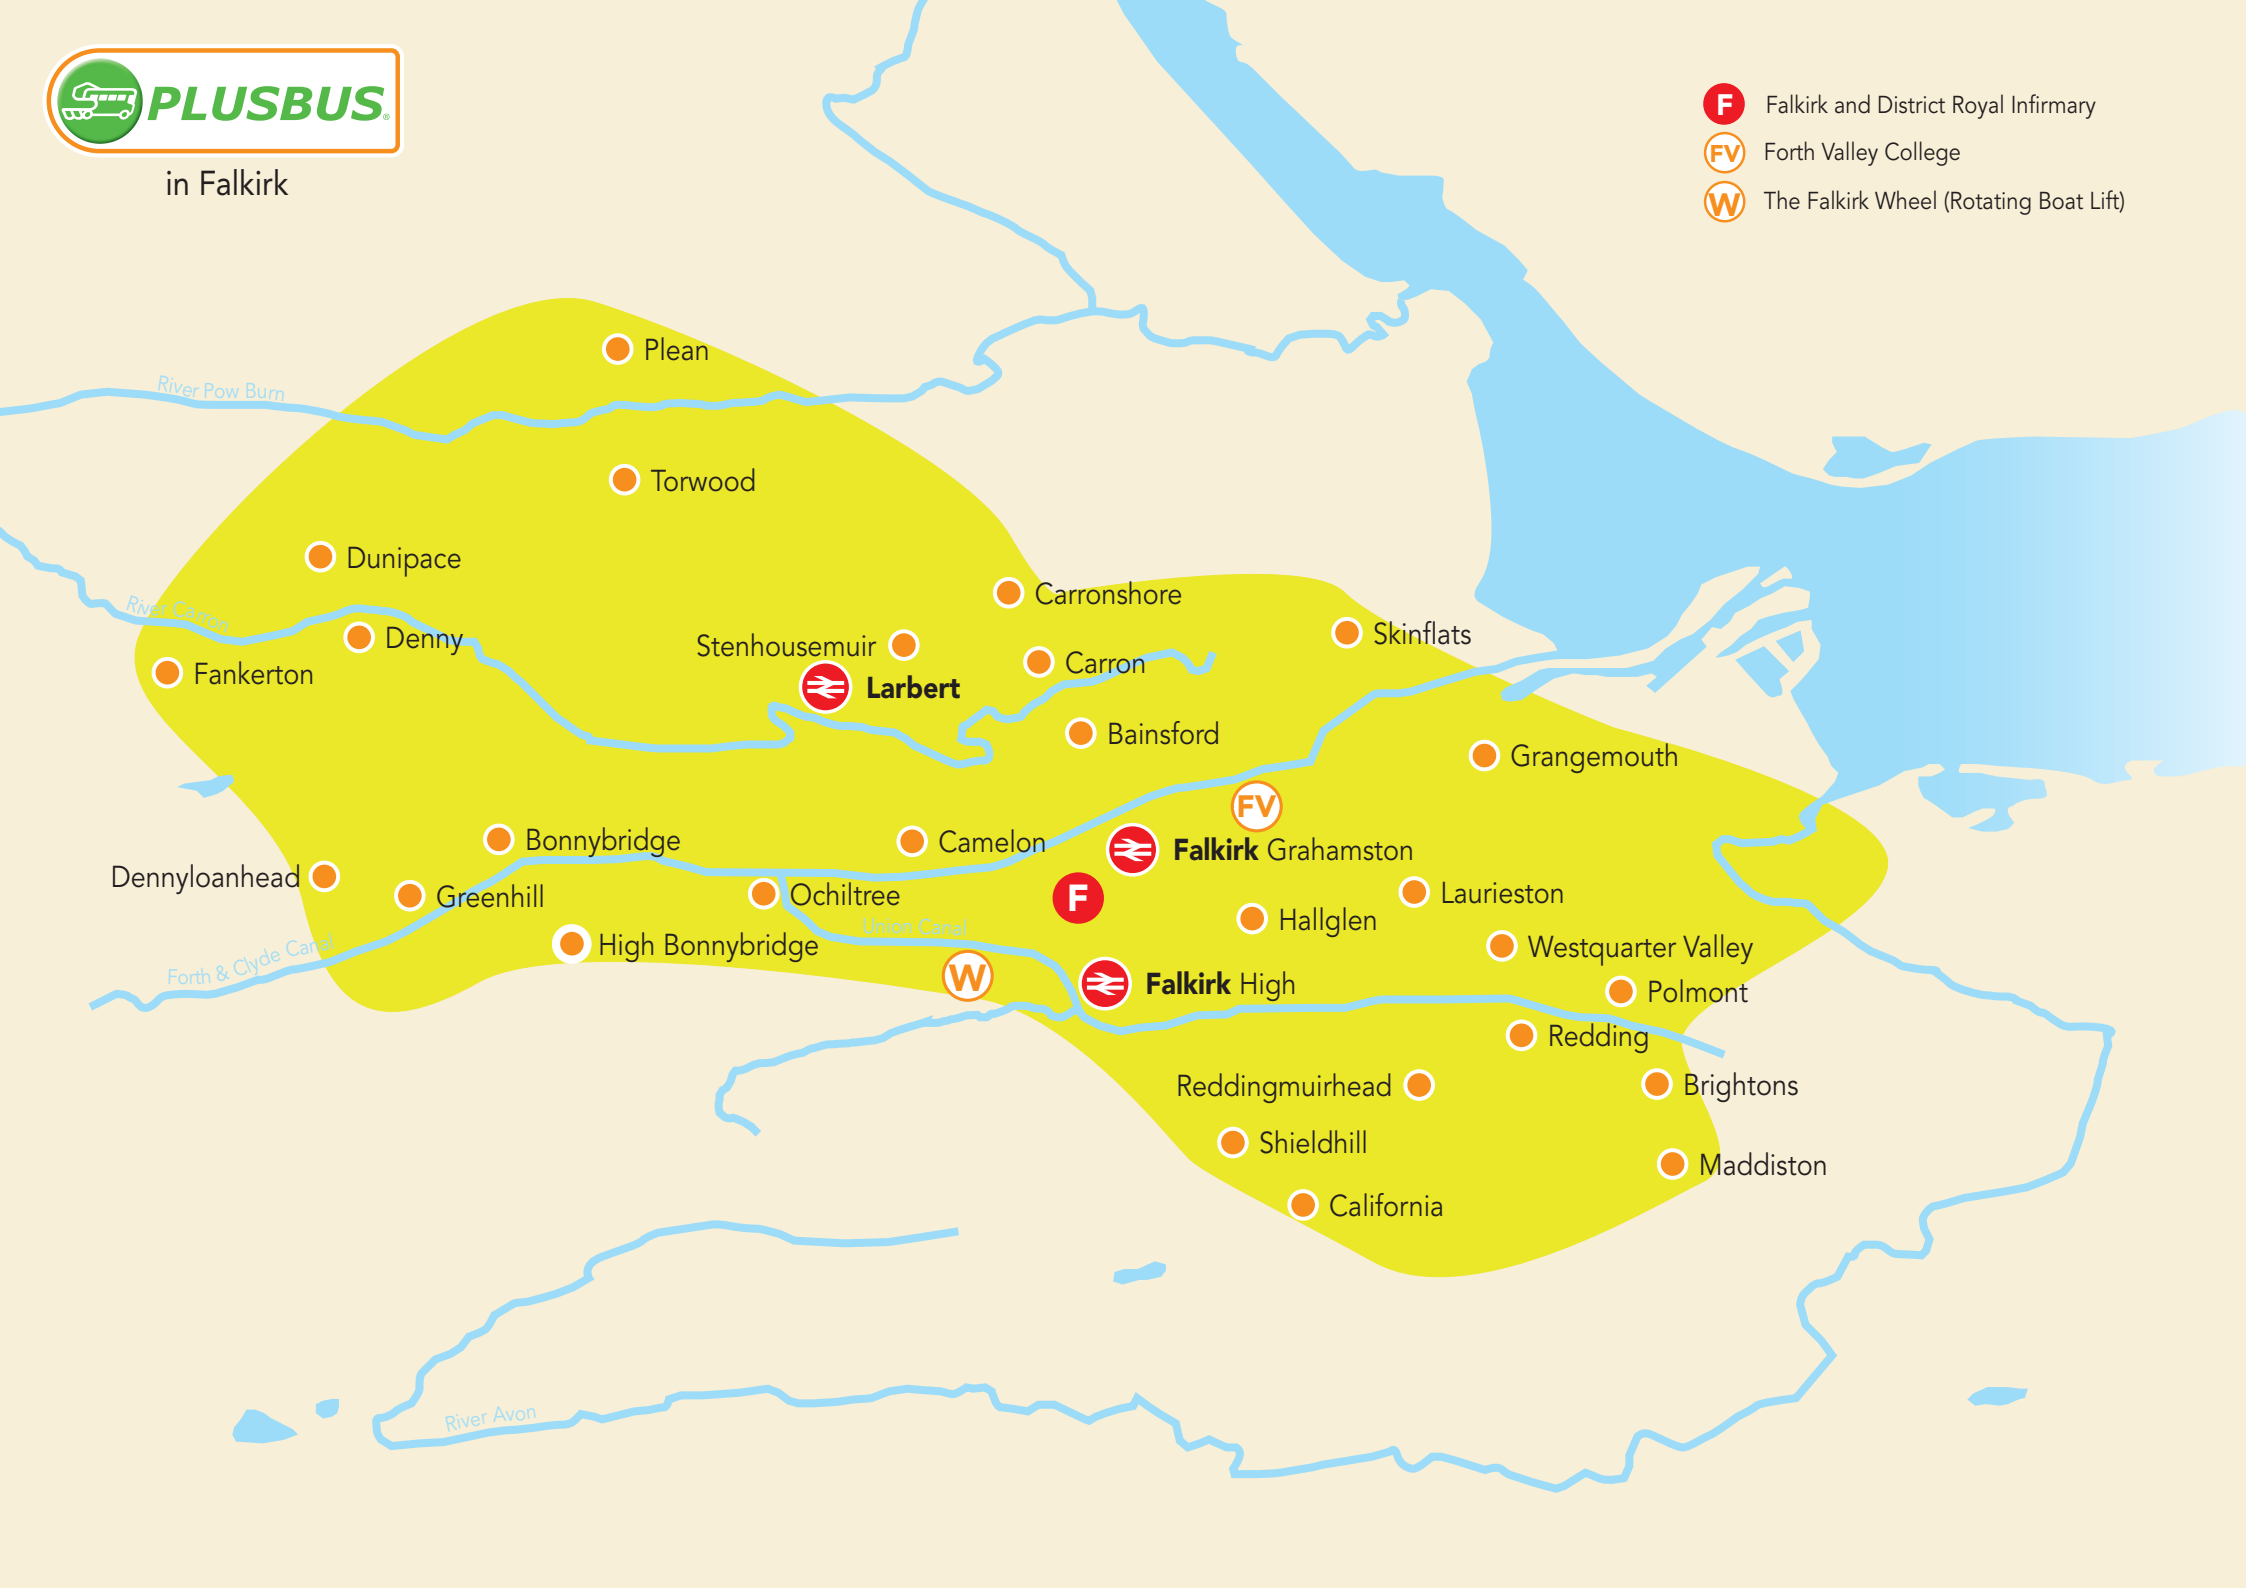 PLUSBUS®
in Falkirk
F Falkirk and District Royal Infirmary
FV Forth Valley College
W The Falkirk Wheel (Rotating Boat Lift)
Plean
River Pow Burn
Torwood
Dunipace
Carronshore
River Carron
Denny
Stenhousemuir
Skinflats
Carron
Fankerton
Larbert
Bainsford
Grangemouth
FV
Bonnybridge
Camelon
Falkirk Grahamston
Dennyloanhead
Greenhill
Ochiltree
F
Laurieston
Hallglen
Union Canal
High Bonnybridge
Westquarter Valley
Forth & Clyde Canal
W
Falkirk High
Polmont
Redding
Reddingmuirhead
Brightons
Shieldhill
Maddiston
California
River Avon